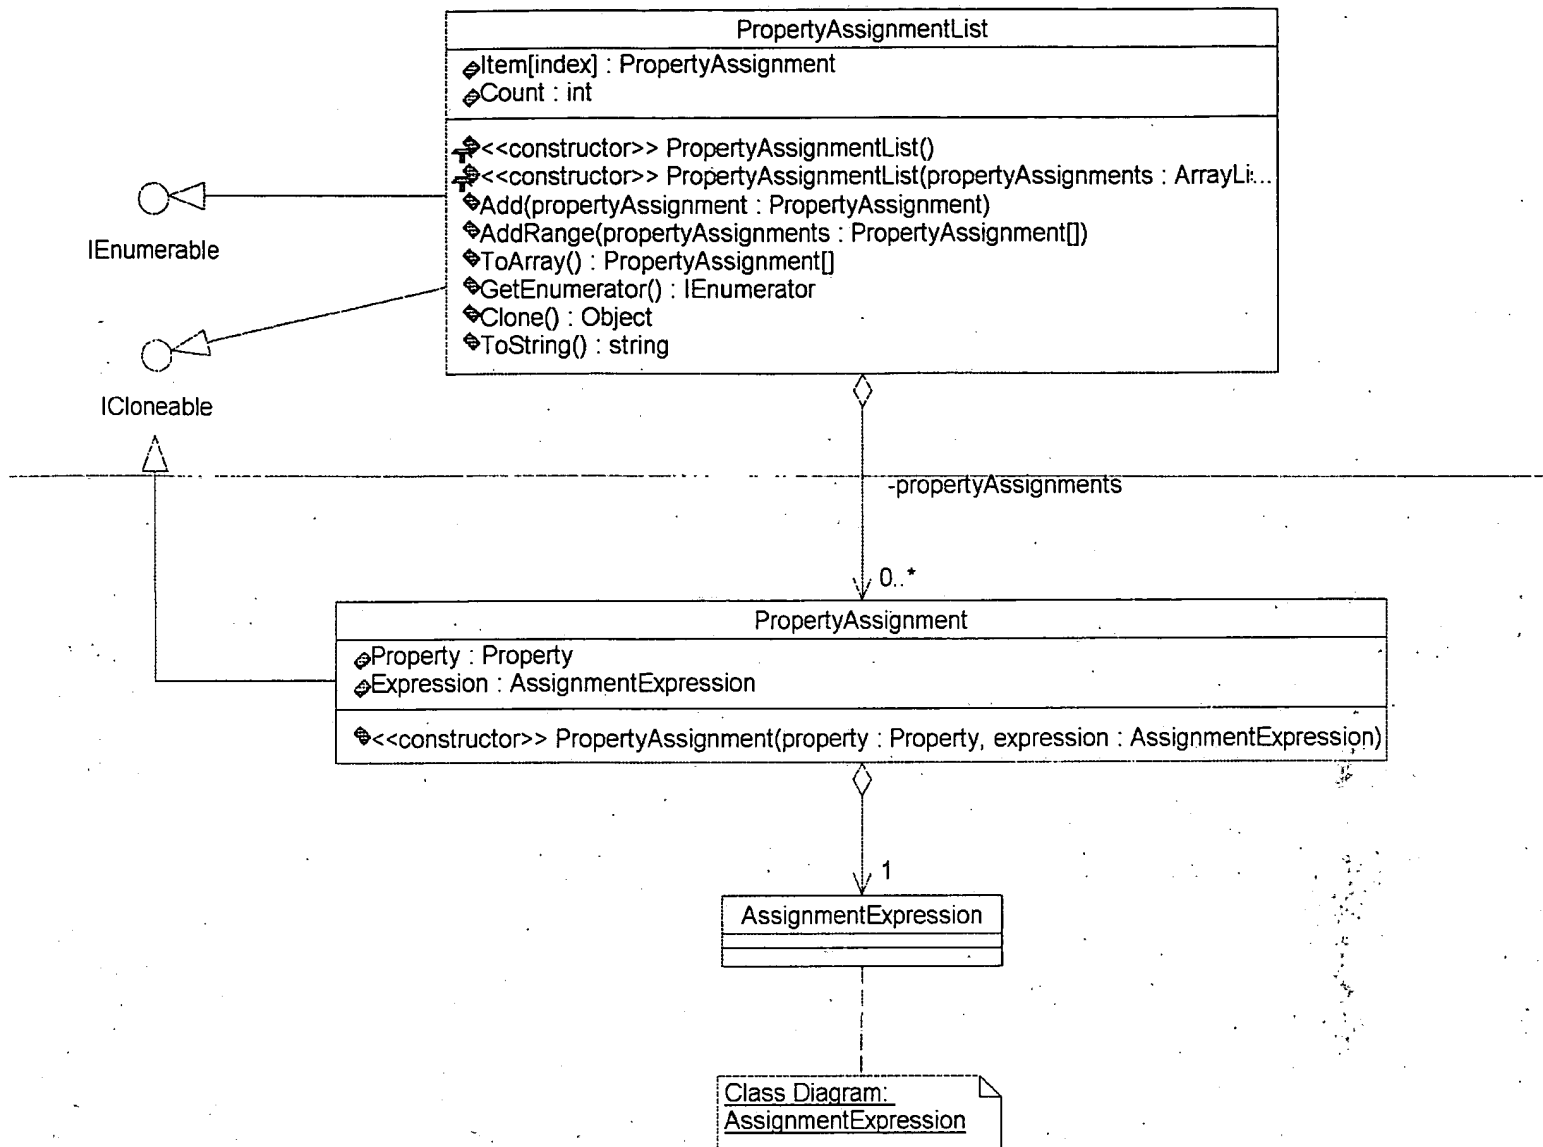 PropertyAssignmentList
Item[index] : PropertyAssignment
Count : int
<<constructor>> PropertyAssignmentList()
<<constructor>> PropertyAssignmentList(propertyAssignments : ArrayLi...
Add(propertyAssignment : PropertyAssignment)
AddRange(propertyAssignments : PropertyAssignment[])
ToArray() : PropertyAssignment[]
GetEnumerator() : IEnumerator
Clone() : Object
ToString() : string
IEnumerable
ICloneable
-propertyAssignments
0..*
PropertyAssignment
Property : Property
Expression : AssignmentExpression
<<constructor>> PropertyAssignment(property : Property, expression : AssignmentExpression)
1
AssignmentExpression
Class Diagram:
AssignmentExpression